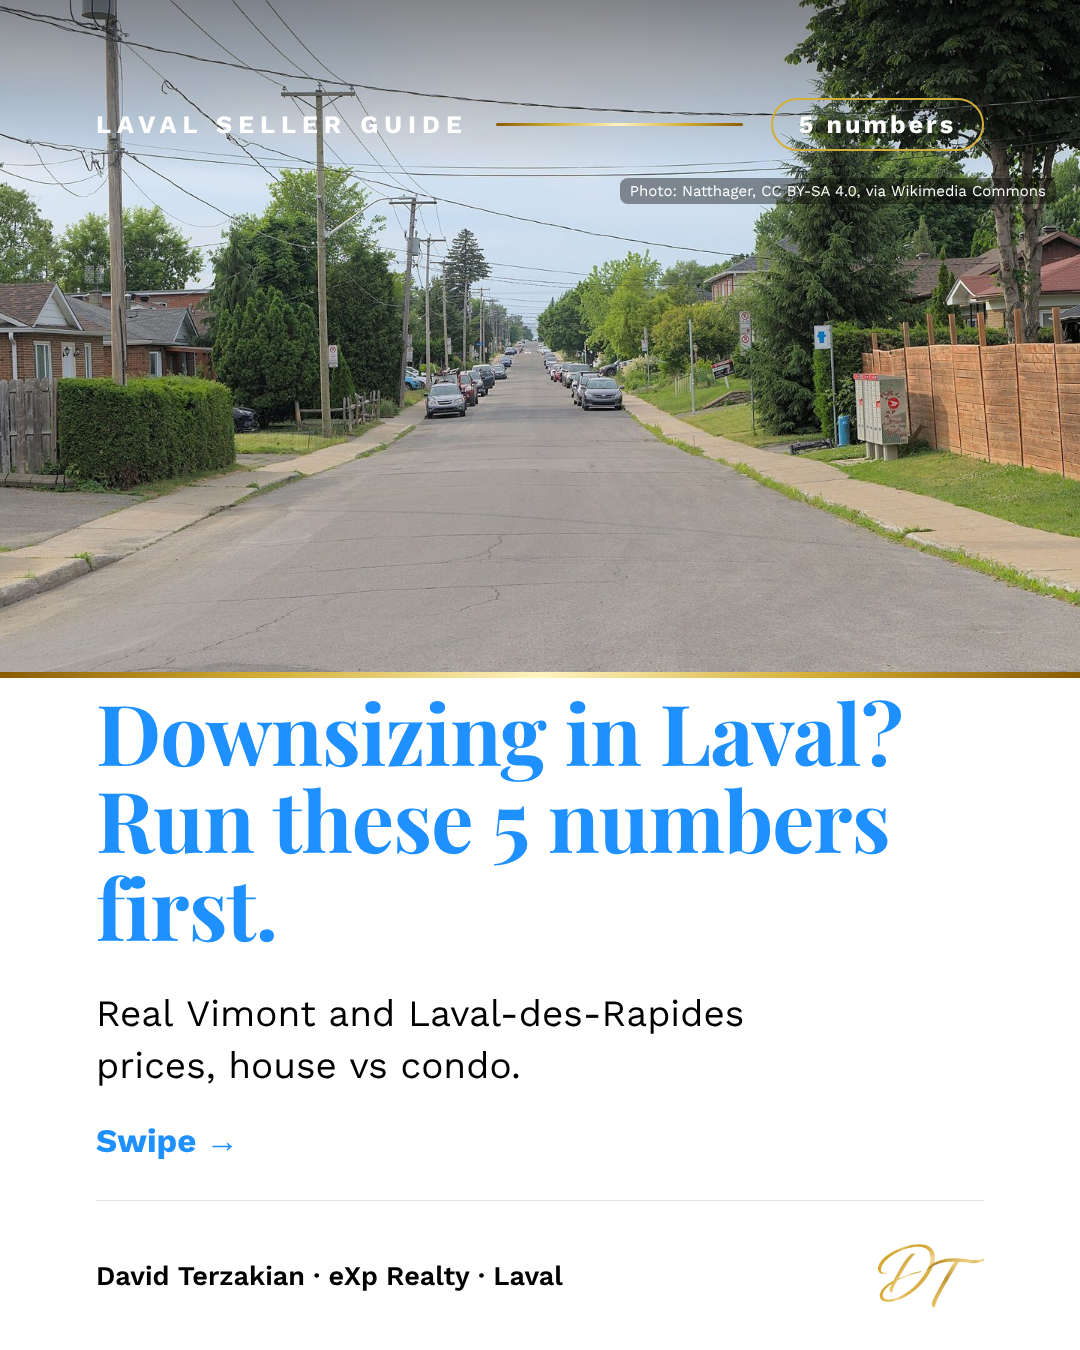 LAVAL SELLER GUIDE
5 numbers
Photo: Natthager, CC BY-SA 4.0, via Wikimedia Commons
Downsizing in Laval?
Run these 5 numbers
first.
Real Vimont and Laval-des-Rapides
prices, house vs condo.
Swipe →
David Terzakian · eXp Realty · Laval
DT